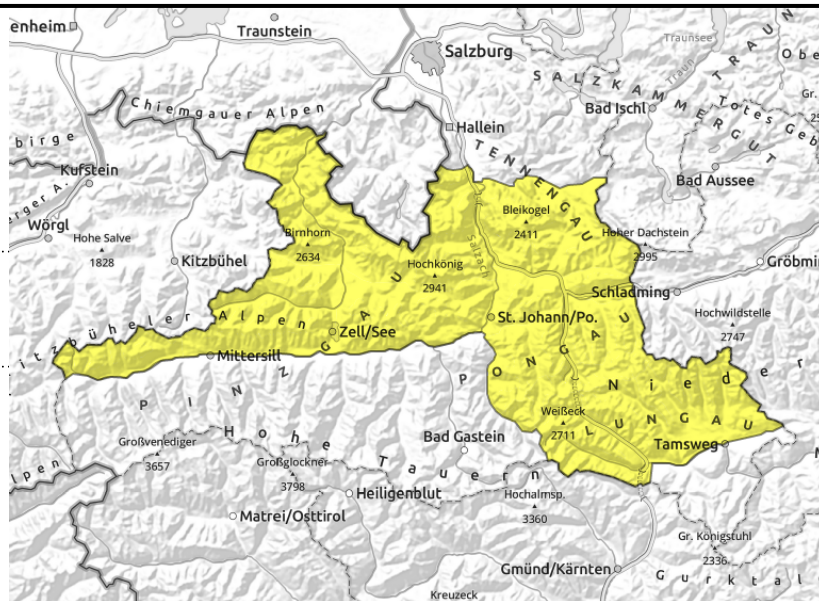 enheim
Traunstein
Salzburg
Traunsee
Traun
TRAUN
SALZKAMMERGUT
Chiemgauer Alpen
Bad Ischl
Totes Geb
Hallein
TENNENGAU
Kufstein
Bad Aussee
Wörgl
Hohe Salve
1828
Kitzbühel
Birnhorn
2634
Bleikogel
2411
Hoher Dachstein
2995
Salzach
Hochkönig
2941
Gröbmin
Schladming
Hochwildstelle
2747
itzbüheler Alpen
Zell/See
St. Johann/Po.
Mittersill
PINZGAU
PONGAU
Nieder
LUNGAU
Weißeck
2711
Tamsweg
Bad Gastein
Hohe Tauern
Großvenediger
3657
Großglockner
3798
Heiligenblut
Hochalmsp.
3360
Matrei/Osttirol
Gr. Königstuhl
2336
Gmünd/Kärnten
Gurktal
Kreuzeck